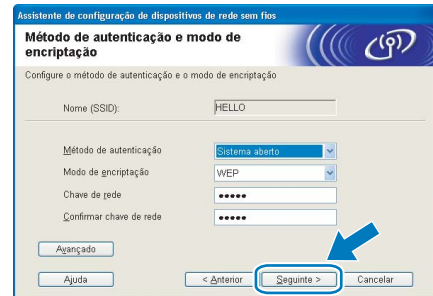 Assistente de configuração de dispositivos de rede sem fios
Método de autenticação e modo de
encriptação
Configure o método de autenticação e o modo de encriptação
Nome (SSID): HELLO
Método de autenticação Sistema aberto
Modo de encriptação WEP
Chave de rede •••••
Confirmar chave de rede •••••
Avançado
Ajuda < Anterior Seguinte > Cancelar